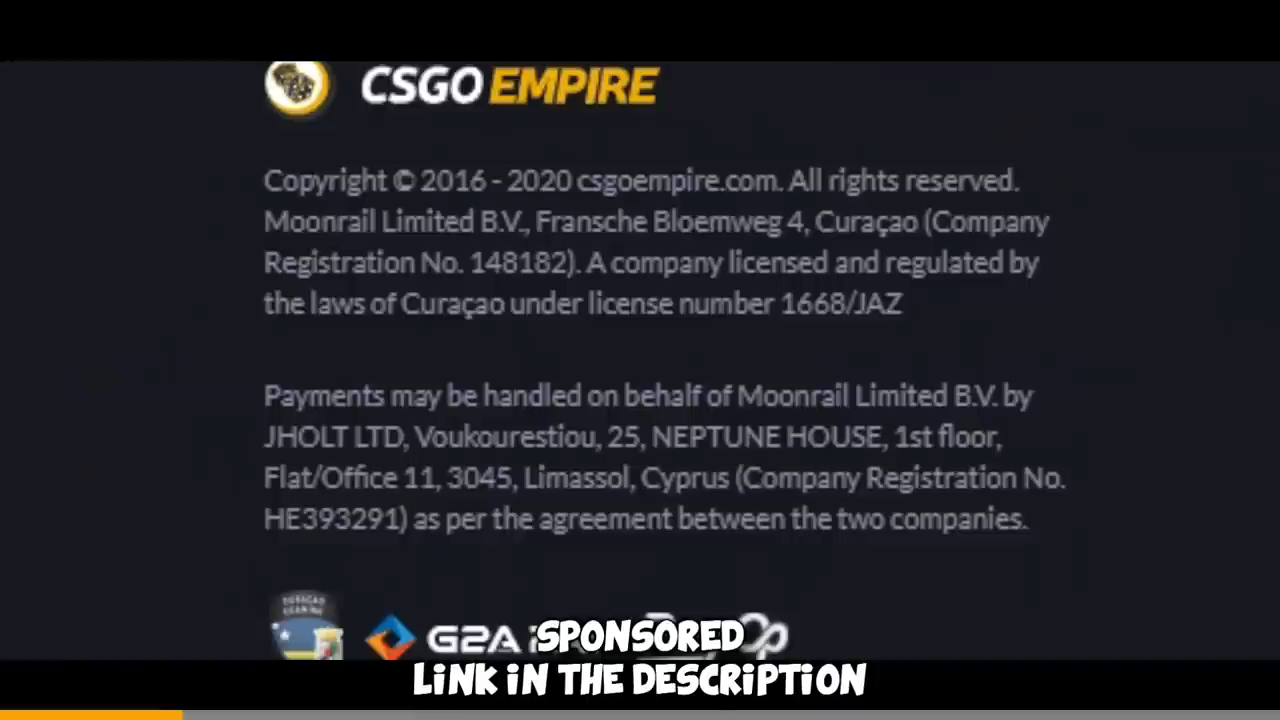 CSGOEMPIRE
Copyright © 2016 - 2020 csgoempire.com. All rights reserved.
Moonrail Limited B.V., Fransche Bloemweg 4, Curaçao (Company
Registration No. 148182). A company licensed and regulated by
the laws of Curaçao under license number 1668/JAZ
Payments may be handled on behalf of Moonrail Limited B.V. by
JHOLT LTD, Voukourestiou, 25, NEPTUNE HOUSE, 1st floor,
Flat/Office 11, 3045, Limassol, Cyprus (Company Registration No.
HE393291) as per the agreement between the two companies.
G2A
SPONSORED
LINK IN THE DESCRIPTION